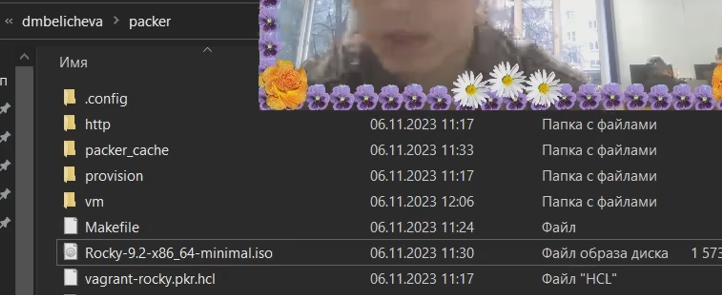 « dmbelicheva > packer
Имя
п
.config
http 06.11.2023 11:17 Папка с файлами
packer_cache 06.11.2023 11:33 Папка с файлами
provision 06.11.2023 11:17 Папка с файлами
vm 06.11.2023 12:06 Папка с файлами
Makefile 06.11.2023 11:24 Файл
Rocky-9.2-x86_64-minimal.iso 06.11.2023 11:30 Файл образа диска 1 573
vagrant-rocky.pkr.hcl 06.11.2023 11:17 Файл "HCL"